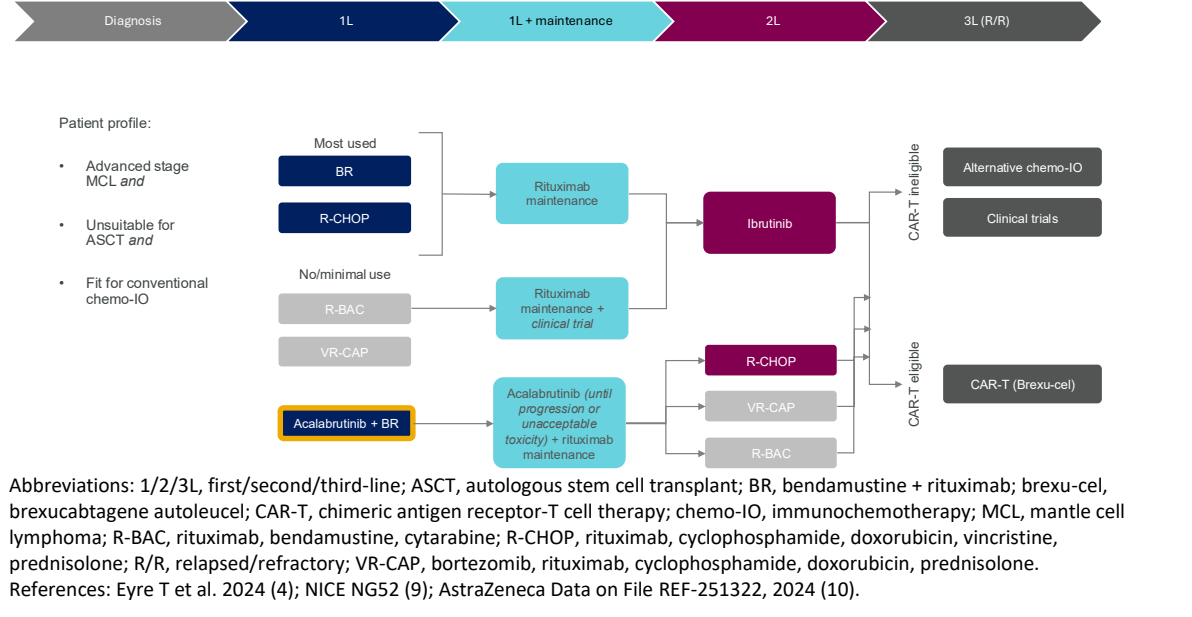 Diagnosis
1L
1L + maintenance
2L
3L (R/R)
Patient profile:
• Advanced stage
MCL and
• Unsuitable for
ASCT and
• Fit for conventional
chemo-IO
Most used
BR
R-CHOP
No/minimal use
R-BAC
VR-CAP
Acalabrutinib + BR
Rituximab
maintenance
Rituximab
maintenance +
clinical trial
Acalabrutinib (until
progression or
unacceptable
toxicity) + rituximab
maintenance
Ibrutinib
R-CHOP
VR-CAP
R-BAC
CAR-T ineligible
Alternative chemo-IO
Clinical trials
CAR-T eligible
CAR-T (Brexu-cel)
Abbreviations: 1/2/3L, first/second/third-line; ASCT, autologous stem cell transplant; BR, bendamustine + rituximab; brexu-cel,
brexucabtagene autoleucel; CAR-T, chimeric antigen receptor-T cell therapy; chemo-IO, immunochemotherapy; MCL, mantle cell
lymphoma; R-BAC, rituximab, bendamustine, cytarabine; R-CHOP, rituximab, cyclophosphamide, doxorubicin, vincristine,
prednisolone; R/R, relapsed/refractory; VR-CAP, bortezomib, rituximab, cyclophosphamide, doxorubicin, prednisolone.
References: Eyre T et al. 2024 (4); NICE NG52 (9); AstraZeneca Data on File REF-251322, 2024 (10).